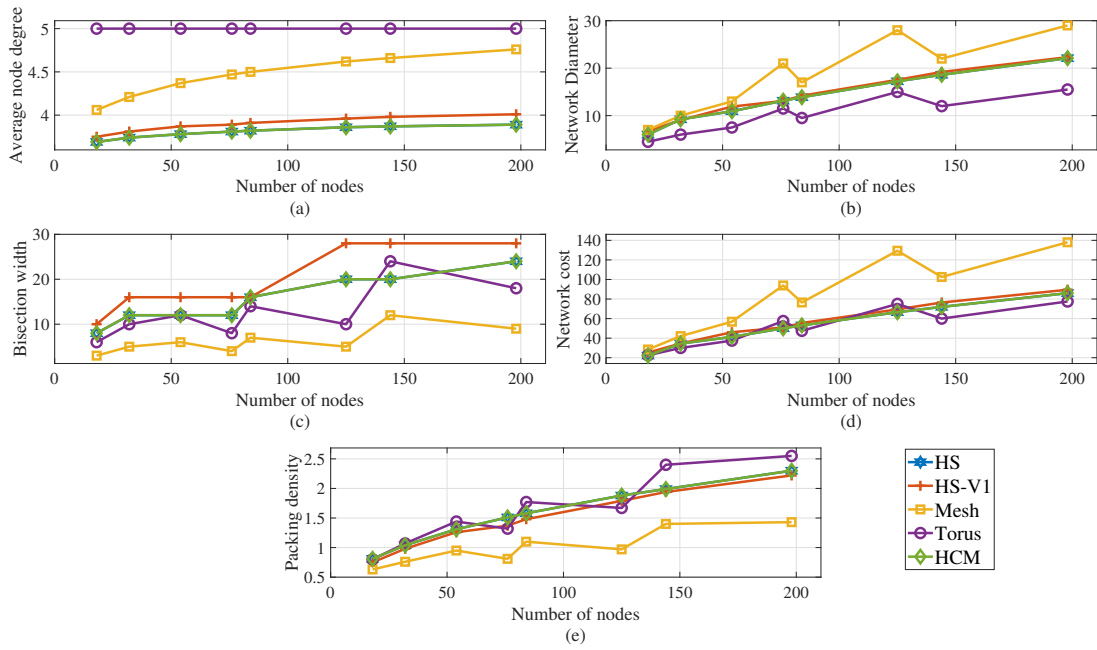 Average node degree
5
4.5
4
0
50
100
150
200
Number of nodes
(a)
Network Diameter
30
20
10
0
50
100
150
200
Number of nodes
(b)
Bisection width
30
20
10
0
50
100
150
200
Number of nodes
(c)
Network cost
140
120
100
80
60
40
20
0
50
100
150
200
Number of nodes
(d)
Packing density
2.5
2
1.5
1
0.5
0
50
100
150
200
Number of nodes
(e)
HS
HS-V1
Mesh
Torus
HCM